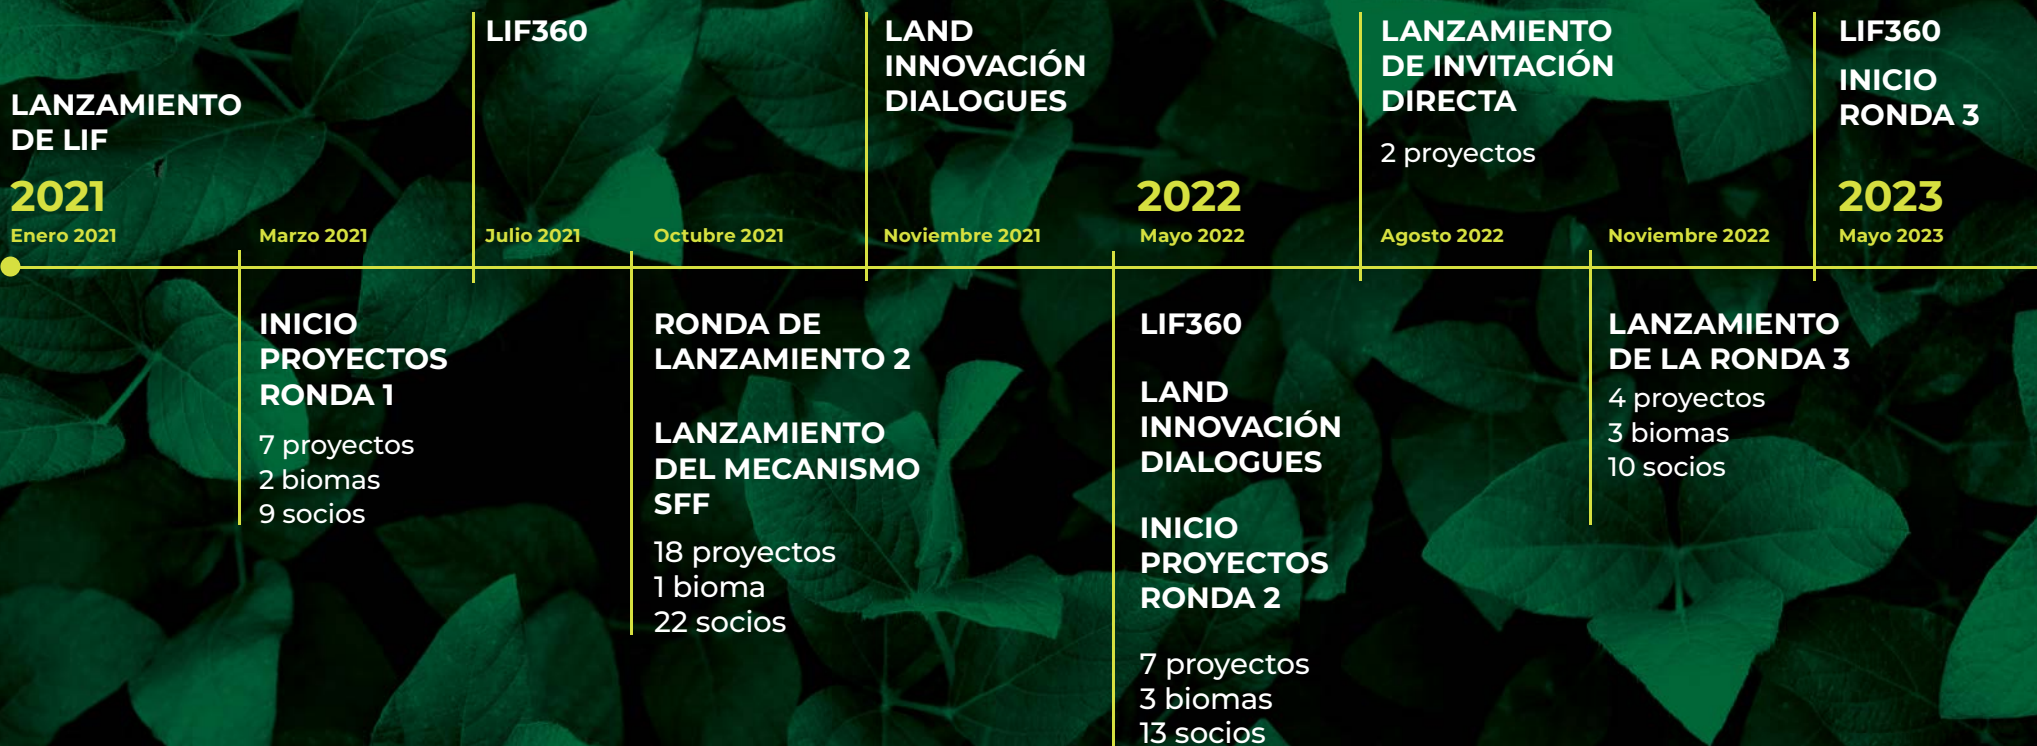 LANZAMIENTO
DE LIF
2021
Enero 2021
Marzo 2021
INICIO
PROYECTOS
RONDA 1
7 proyectos
2 biomas
9 socios
LIF360
Julio 2021
Octubre 2021
RONDA DE
LANZAMIENTO 2
LANZAMIENTO
DEL MECANISMO
SFF
18 proyectos
1 bioma
22 socios
LAND
INNOVACIÓN
DIALOGUES
Noviembre 2021
2022
Mayo 2022
LIF360
LAND
INNOVACIÓN
DIALOGUES
INICIO
PROYECTOS
RONDA 2
7 proyectos
3 biomas
13 socios
LANZAMIENTO
DE INVITACIÓN
DIRECTA
2 proyectos
Agosto 2022
Noviembre 2022
LANZAMIENTO
DE LA RONDA 3
4 proyectos
3 biomas
10 socios
LIF360
INICIO
RONDA 3
2023
Mayo 2023